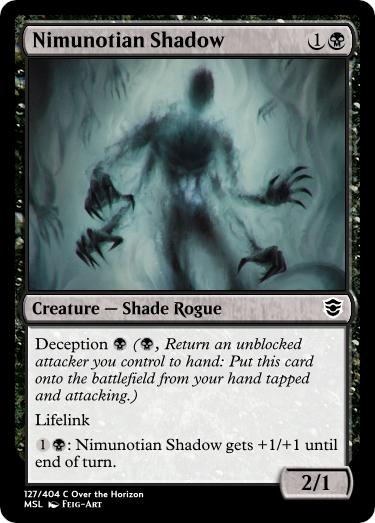 Nimunotian Shadow 1
Creature — Shade Rogue
Deception (, Return an unblocked
attacker you control to hand: Put this card
onto the battlefield from your hand tapped
and attacking.)
Lifelink
1: Nimunotian Shadow gets +1/+1 until
end of turn.
2/1
127/404 C Over the Horizon
MSL Feig-Art